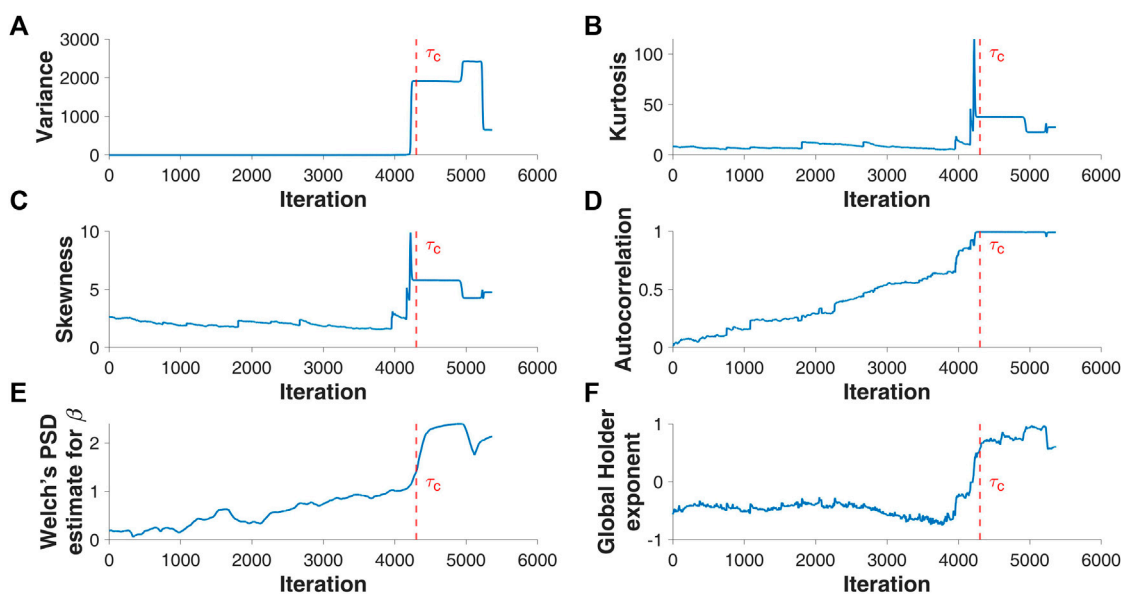 A
Variance
3000
2000
1000
0
τc
0 1000 2000 3000 4000 5000 6000
Iteration
B
Kurtosis
100
50
0
τc
0 1000 2000 3000 4000 5000 6000
Iteration
C
Skewness
10
5
0
τc
0 1000 2000 3000 4000 5000 6000
Iteration
D
Autocorrelation
1
0.5
0
τc
0 1000 2000 3000 4000 5000 6000
Iteration
E
Welch's PSD
estimate for β
2
1
0
τc
0 1000 2000 3000 4000 5000 6000
Iteration
F
Global Holder
exponent
1
0
-1
τc
0 1000 2000 3000 4000 5000 6000
Iteration